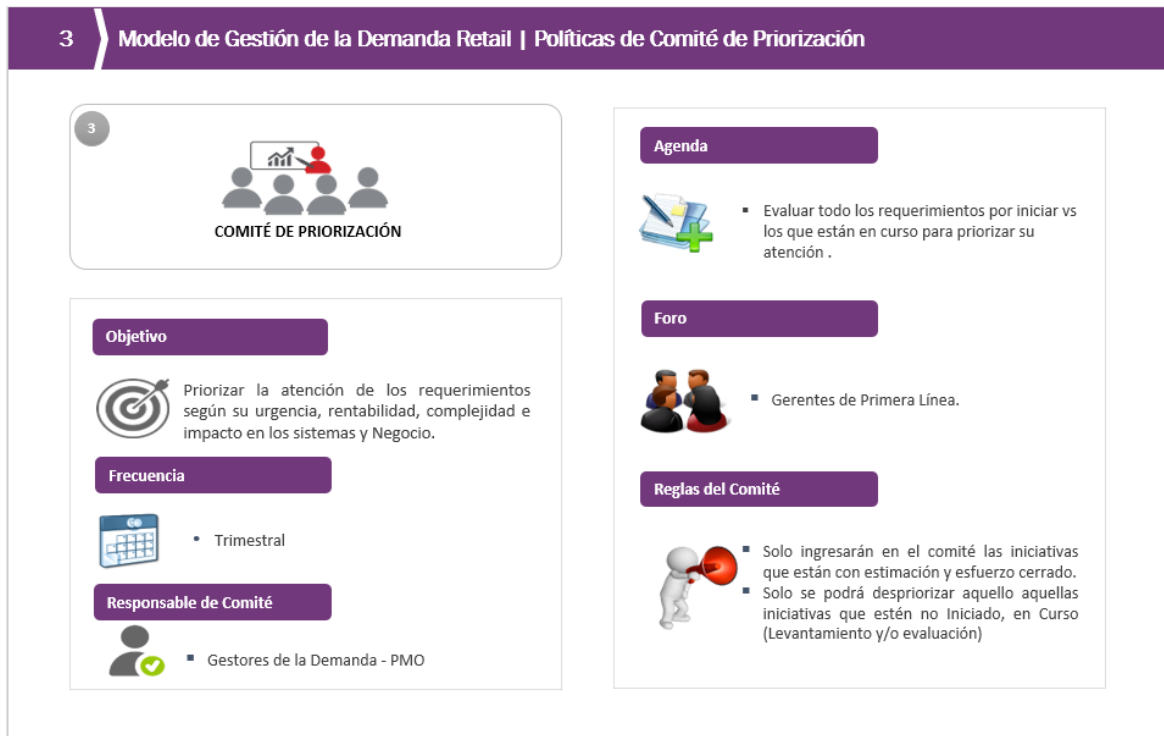 3 Modelo de Gestión de la Demanda Retail | Políticas de Comité de Priorización
3
COMITÉ DE PRIORIZACIÓN
Objetivo
Priorizar la atención de los requerimientos
según su urgencia, rentabilidad, complejidad e
impacto en los sistemas y Negocio.
Frecuencia
• Trimestral
Responsable de Comité
▪ Gestores de la Demanda - PMO
Agenda
▪ Evaluar todo los requerimientos por iniciar vs
los que están en curso para priorizar su
atención .
Foro
▪ Gerentes de Primera Línea.
Reglas del Comité
▪ Solo ingresarán en el comité las iniciativas
que están con estimación y esfuerzo cerrado.
▪ Solo se podrá despriorizar aquello aquellas
iniciativas que estén no Iniciado, en Curso
(Levantamiento y/o evaluación)